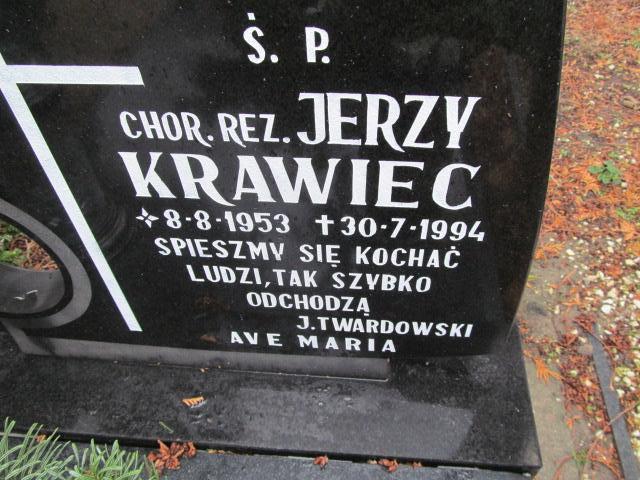 Ś. P.
CHOR. REZ. JERZY
KRAWIEC
8-8-1953 30-7-1994
SPIESZMY SIĘ KOCHAĆ
LUDZI, TAK SZYBKO
ODCHODZĄ
J. TWARDOWSKI
AVE MARIA